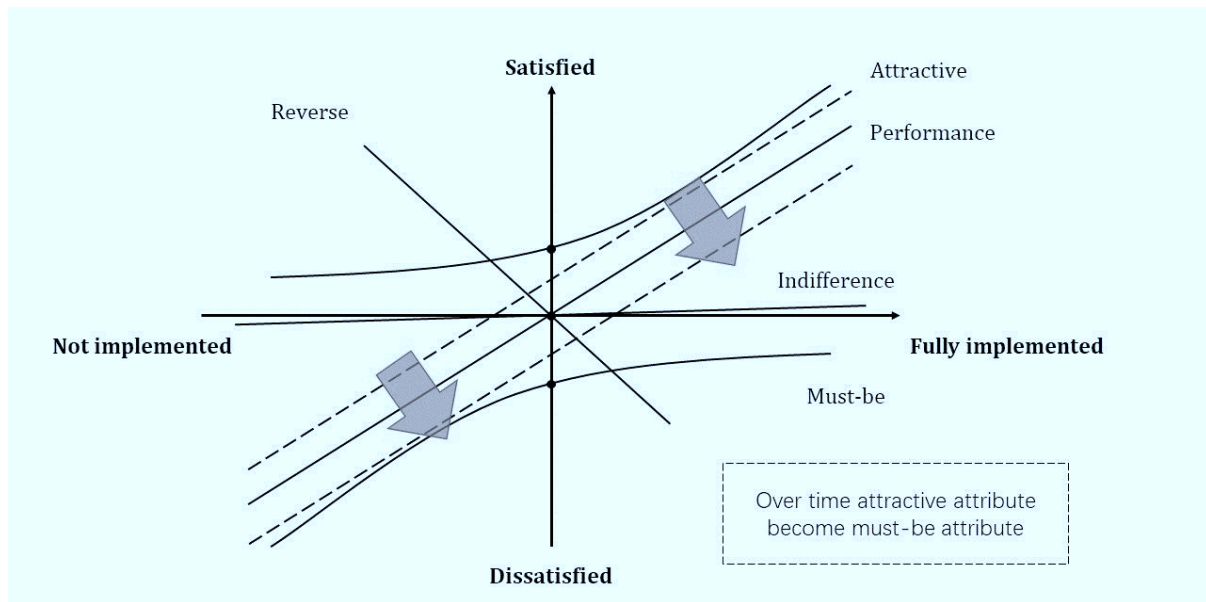 Satisfied
Attractive
Reverse
Performance
Indifference
Not implemented
Fully implemented
Must-be
Over time attractive attribute
become must-be attribute
Dissatisfied